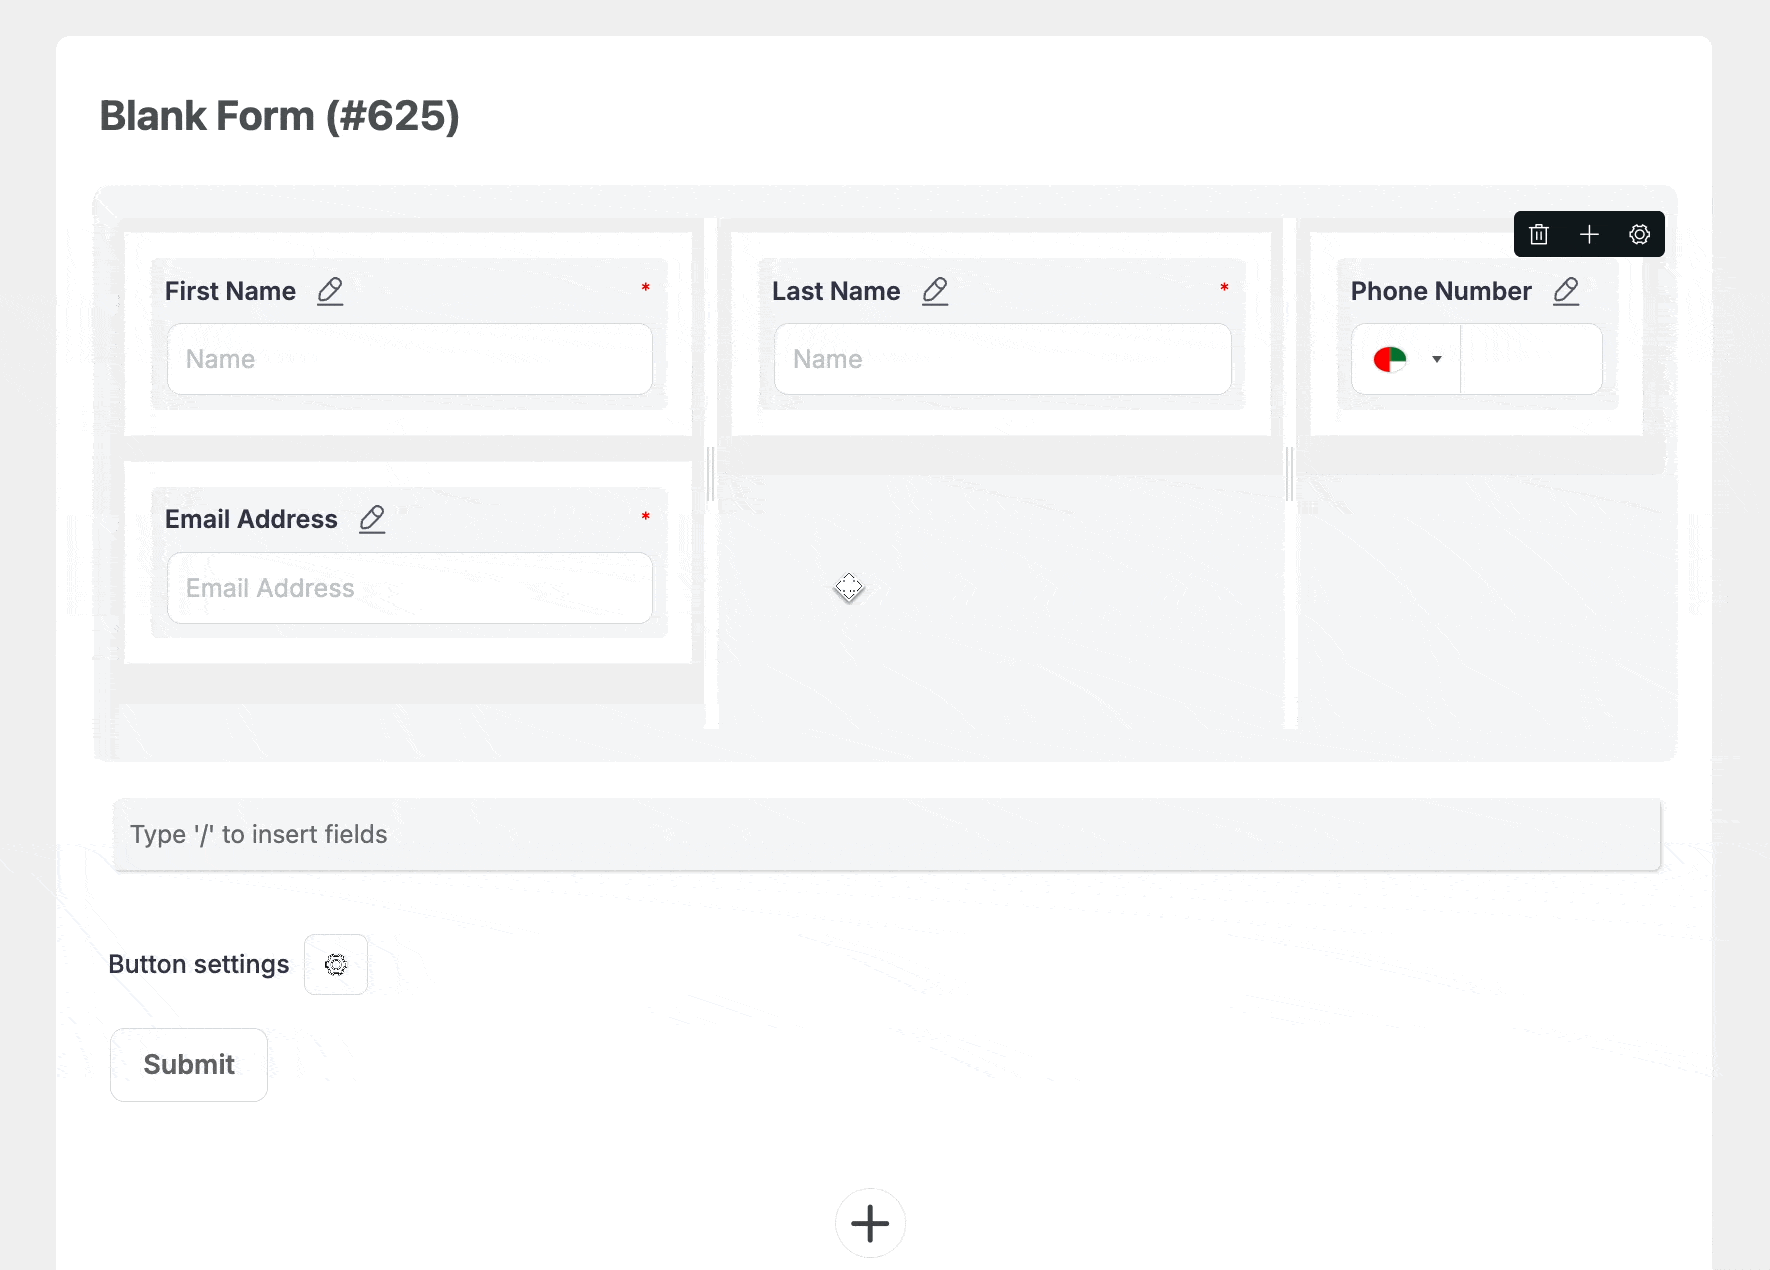 Blank Form (#625)
First Name *
Name
Last Name *
Name
Phone Number
Email Address *
Email Address
Type '/' to insert fields
Button settings
Submit